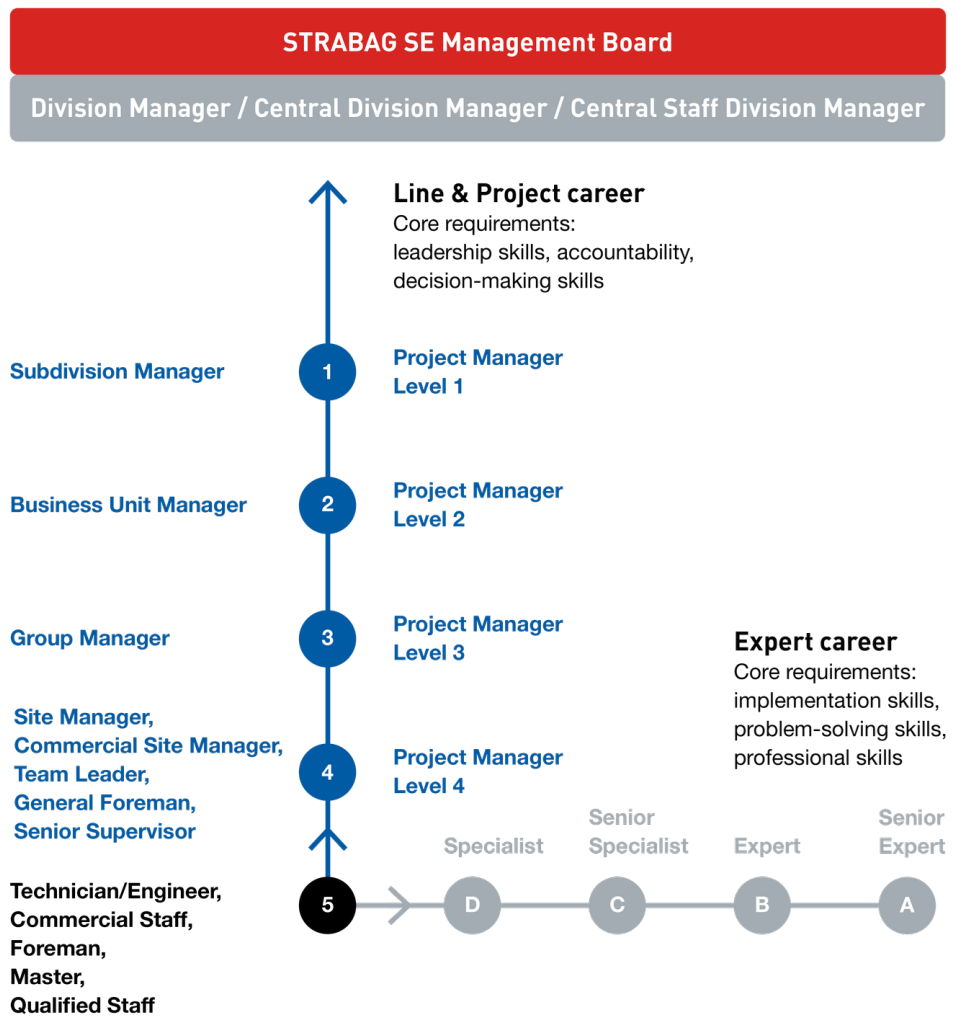 STRABAG SE Management Board
Division Manager / Central Division Manager / Central Staff Division Manager
Line & Project career
Core requirements:
leadership skills, accountability,
decision-making skills
Subdivision Manager
1
Project Manager
Level 1
Business Unit Manager
2
Project Manager
Level 2
Group Manager
3
Project Manager
Level 3
Expert career
Core requirements:
implementation skills,
problem-solving skills,
professional skills
Site Manager,
Commercial Site Manager,
Team Leader,
General Foreman,
Senior Supervisor
4
Project Manager
Level 4
Specialist
Senior
Specialist
Expert
Senior
Expert
Technician/Engineer,
Commercial Staff,
Foreman,
Master,
Qualified Staff
5
D
C
B
A